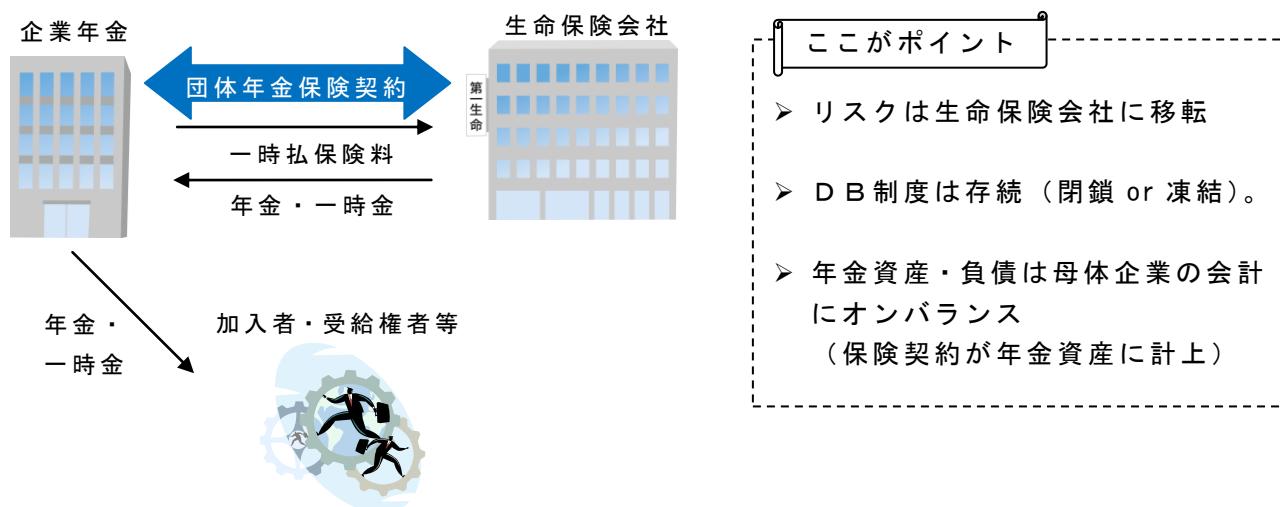 企業年金
生命保険会社
団体年金保険契約
第一生命
一時払保険料
年金・一時金
年金・
一時金
加入者・受給権者等
ここがポイント
➢ リスクは生命保険会社に移転
➢ ＤＢ制度は存続（閉鎖 or 凍結）。
➢ 年金資産・負債は母体企業の会計
にオンバランス
（保険契約が年金資産に計上）